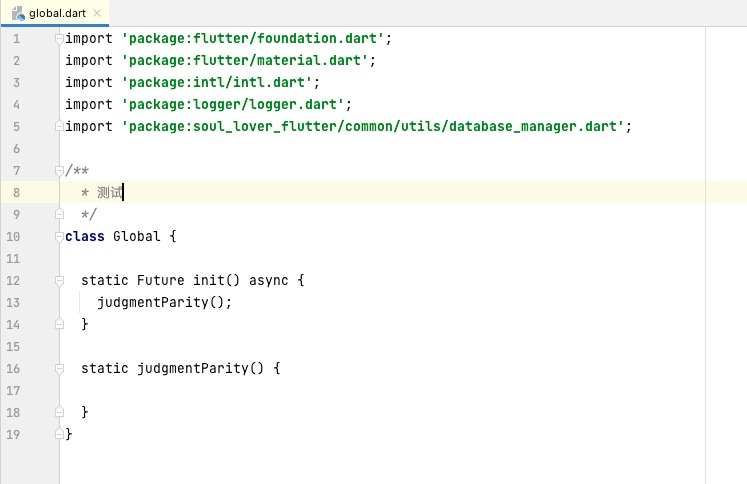 global.dart
1 import 'package:flutter/foundation.dart';
2 import 'package:flutter/material.dart';
3 import 'package:intl/intl.dart';
4 import 'package:logger/logger.dart';
5 import 'package:soul_lover_flutter/common/utils/database_manager.dart';
6
7 /**
8   * 测试
9   */
10 class Global {
11
12   static Future init() async {
13     judgmentParity();
14   }
15
16   static judgmentParity() {
17
18   }
19 }